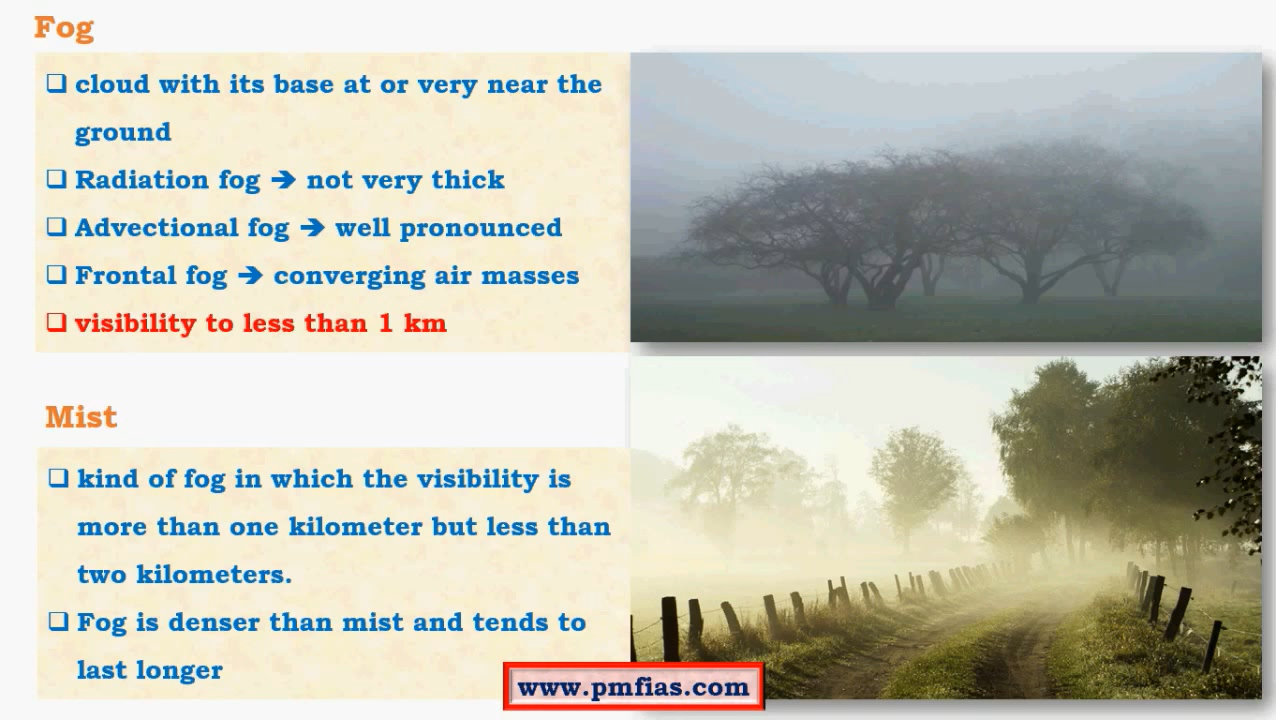 Fog
❑ cloud with its base at or very near the
ground
❑ Radiation fog ➔ not very thick
❑ Advectional fog ➔ well pronounced
❑ Frontal fog ➔ converging air masses
❑ visibility to less than 1 km
Mist
❑ kind of fog in which the visibility is
more than one kilometer but less than
two kilometers.
❑ Fog is denser than mist and tends to
last longer
www.pmfias.com